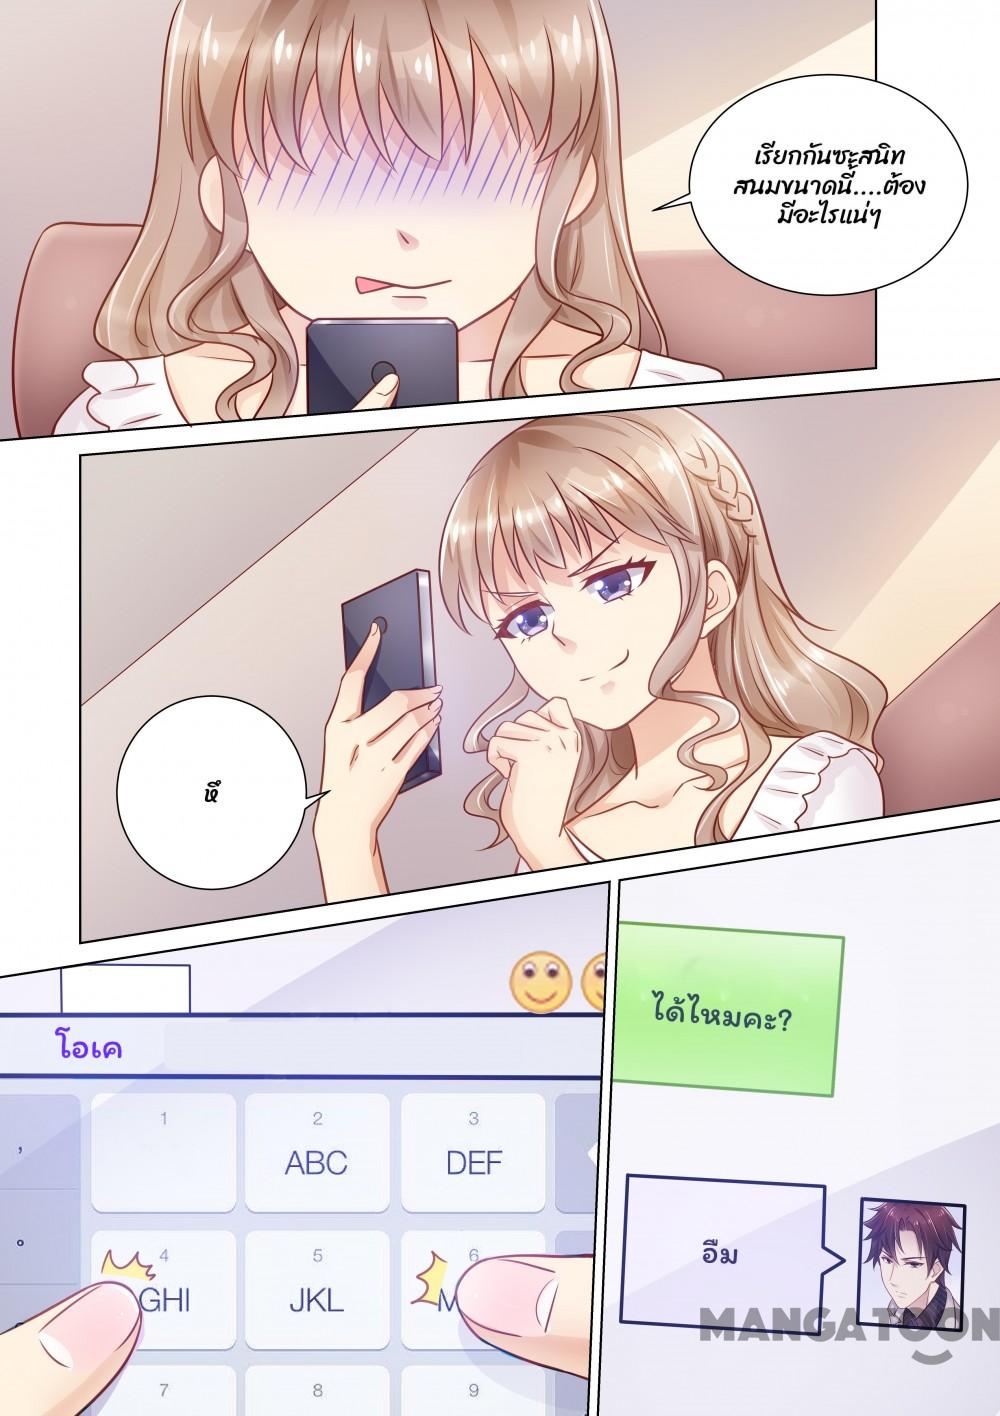 เรียกกันซะสนิท
สนมขนาดนี้....ต้อง
มีอะไรแน่ๆ
หึ
โอเค
,
1
2
3
ABC
DEF
。
4
5
6
GHI
JKL
M
7
8
9
ได้ไหมคะ?
อืม
MANGATOON